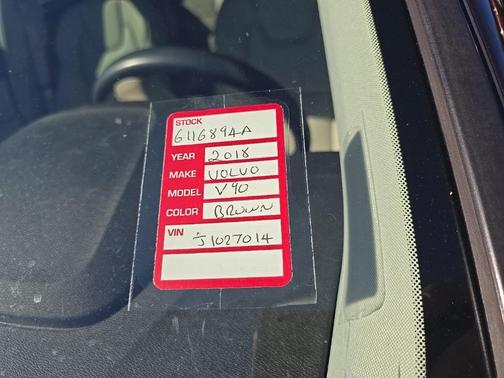 STOCK
6116894A
YEAR 2018
MAKE VOLVO
MODEL V90
COLOR BROWN
VIN J1027014